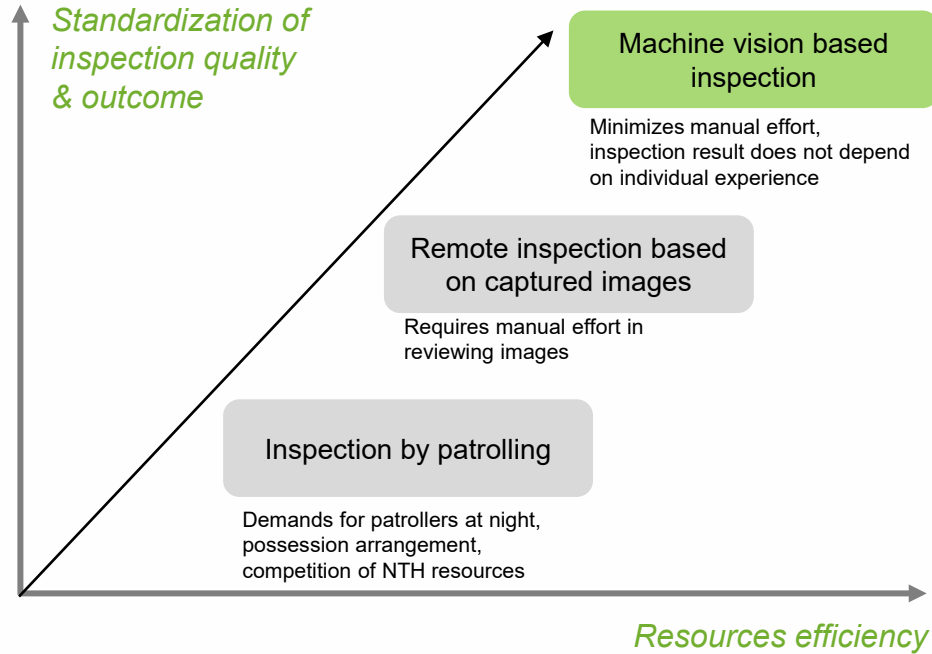 Standardization of
inspection quality
& outcome
Machine vision based
inspection
Minimizes manual effort,
inspection result does not depend
on individual experience
Remote inspection based
on captured images
Requires manual effort in
reviewing images
Inspection by patrolling
Demands for patrollers at night,
possession arrangement,
competition of NTH resources
Resources efficiency